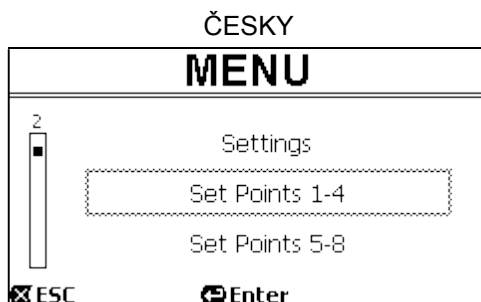 ČESKY
MENU
2
Settings
Set Points 1-4
Set Points 5-8
ESC Enter